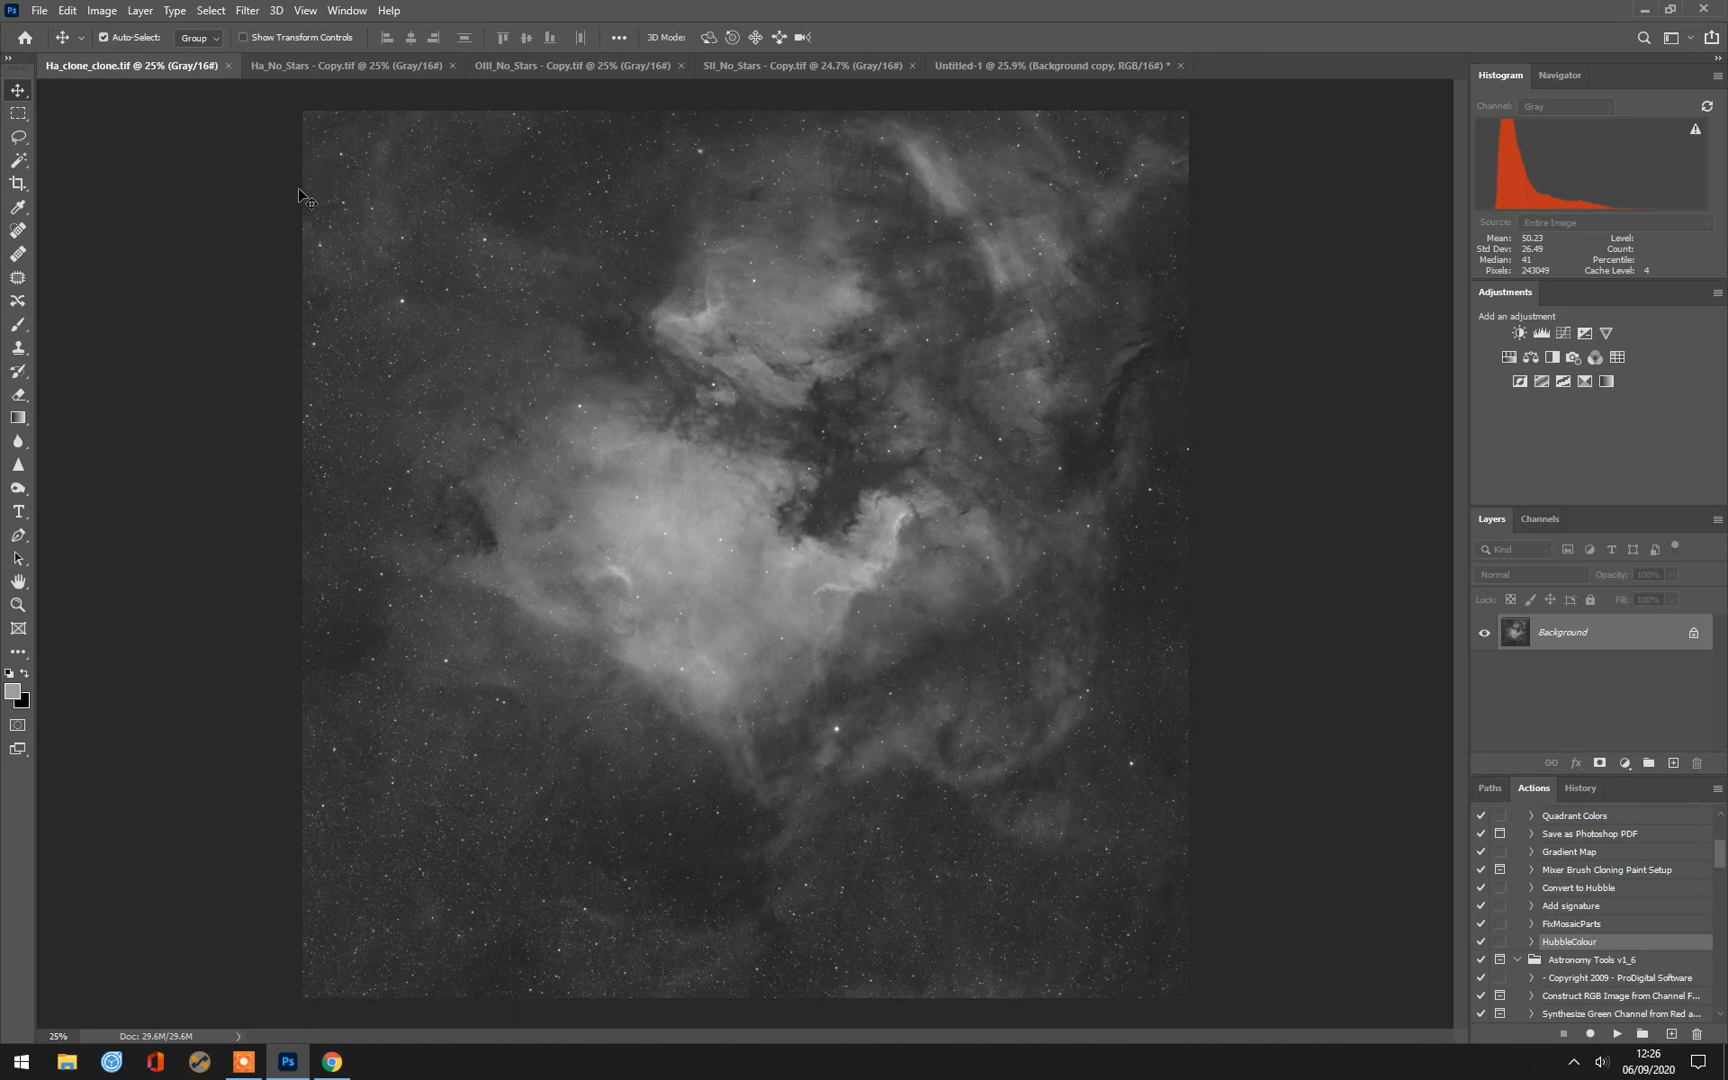 Ps File Edit Image Layer Type Select Filter 3D View Window Help
Auto-Select: Group Show Transform Controls 3D Mode:
Ha_clone_clone.tif @ 25% (Gray/16#) × Ha_No_Stars - Copy.tif @ 25% (Gray/16#) × OIII_No_Stars - Copy.tif @ 25% (Gray/16#) × SII_No_Stars - Copy.tif @ 24.7% (Gray/16#) × Untitled-1 @ 25.9% (Background copy, RGB/16#) * ×
Histogram Navigator
Channel: Gray
Source: Entire Image
Mean: 50.23 Level:
Std Dev: 26.49 Count:
Median: 41 Percentile:
Pixels: 243049 Cache Level: 4
Adjustments
Add an adjustment
Layers Channels
Kind
Normal Opacity: 100%
Lock: Fill: 100%
Background
Paths Actions History
Quadrant Colors
Save as Photoshop PDF
Gradient Map
Mixer Brush Cloning Paint Setup
Convert to Hubble
Add signature
FixMosaicParts
HubbleColour
Astronomy Tools v1_6
- Copyright 2009 - ProDigital Software
Construct RGB Image from Channel F...
Synthesize Green Channel from Red a...
25% Doc: 29.6M/29.6M
Ps
12:26
06/09/2020